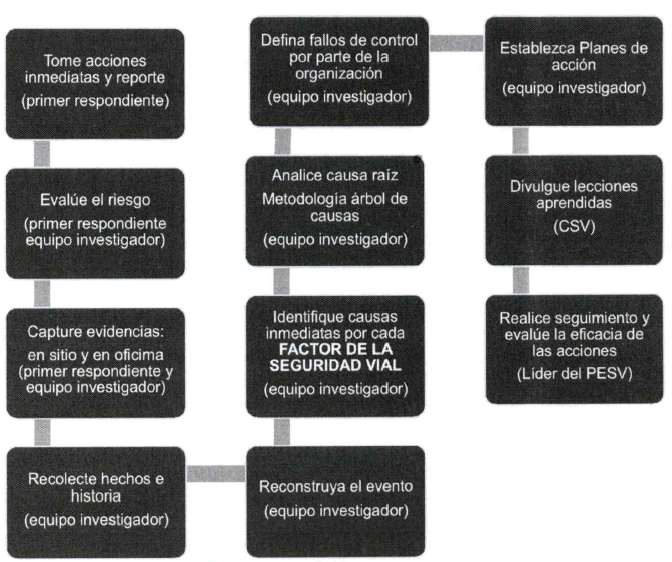 Tome acciones
inmediatas y reporte
(primer respondiente)
Evalúe el riesgo
(primer respondiente
equipo investigador)
Capture evidencias:
en sitio y en oficima
(primer respondiente y
equipo investigador)
Recolecte hechos e
historia
(equipo investigador)
Reconstruya el evento
(equipo investigador)
Identifique causas
inmediatas por cada
FACTOR DE LA
SEGURIDAD VIAL
(equipo investigador)
Analice causa raíz
Metodología árbol de
causas
(equipo investigador)
Defina fallos de control
por parte de la
organización
(equipo investigador)
Establezca Planes de
acción
(equipo investigador)
Divulgue lecciones
aprendidas
(CSV)
Realice seguimiento y
evalúe la eficacia de
las acciones
(Líder del PESV)